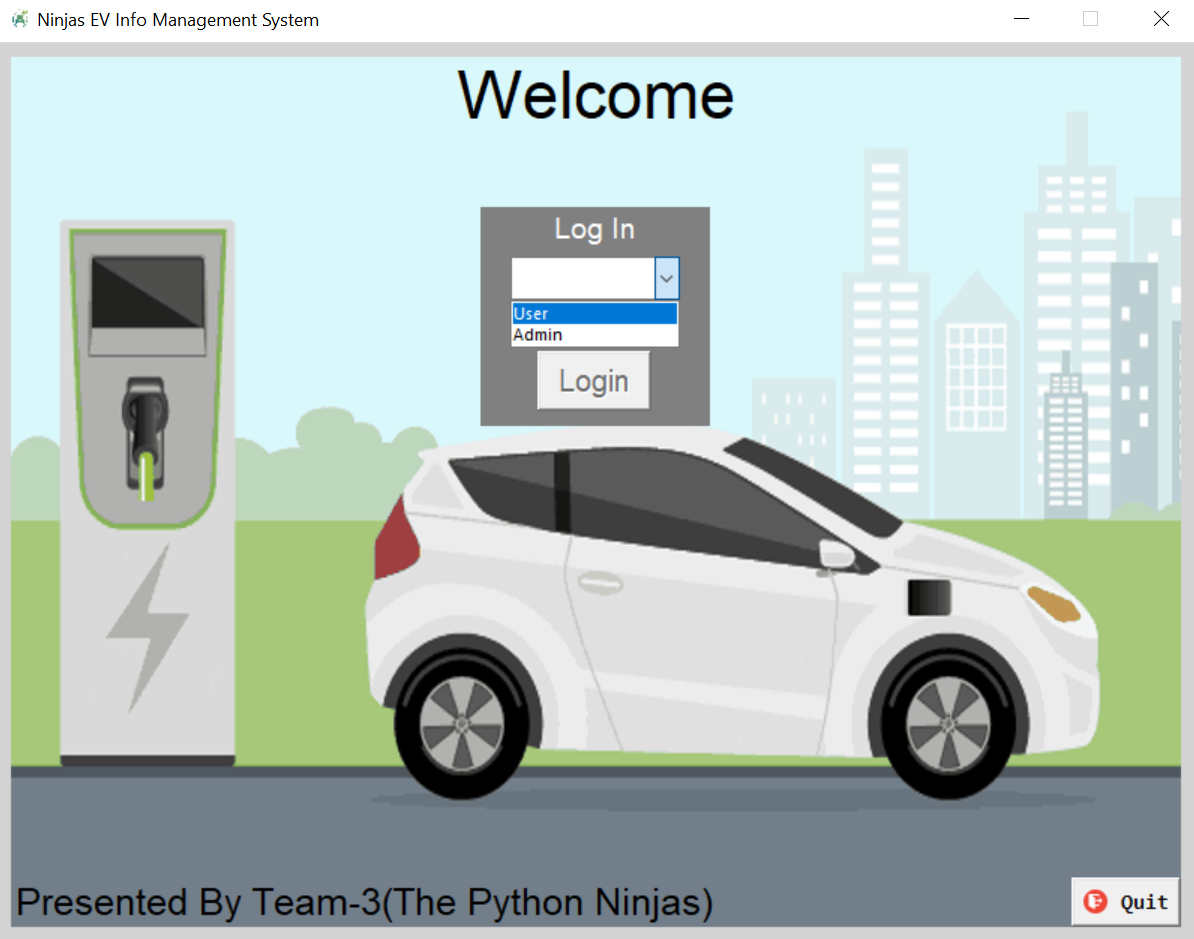 Ninjas EV Info Management System
Welcome
Log In
User
Admin
Login
Presented By Team-3(The Python Ninjas)
Quit